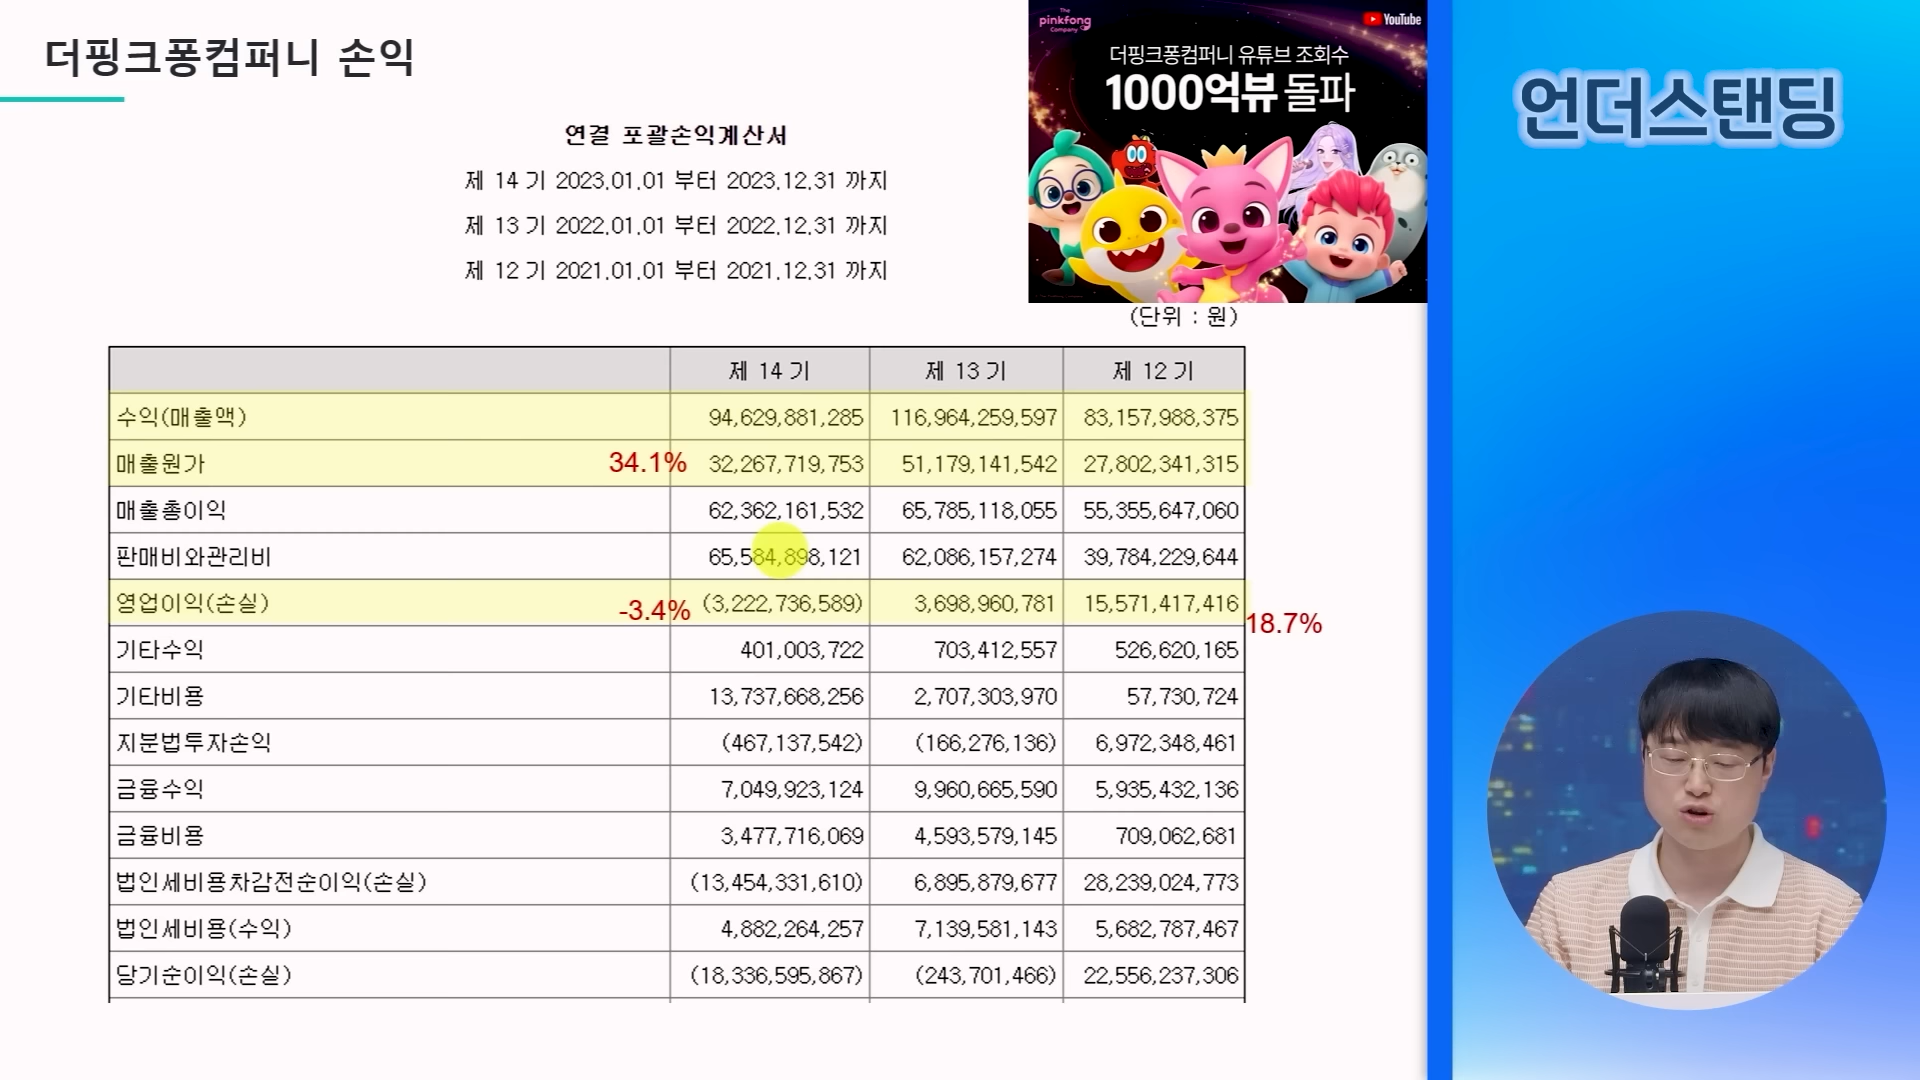 더핑크퐁컴퍼니 손익
The
pinkfong
Company
YouTube
더핑크퐁컴퍼니 유튜브 조회수
1000억뷰 돌파
언더스탠딩
연결 포괄손익계산서
제 14 기 2023.01.01 부터 2023.12.31 까지
제 13 기 2022.01.01 부터 2022.12.31 까지
제 12 기 2021.01.01 부터 2021.12.31 까지
(단위 : 원)
제 14 기 제 13 기 제 12 기
수익(매출액) 94,629,881,285 116,964,259,597 83,157,988,375
매출원가 34.1% 32,267,719,753 51,179,141,542 27,802,341,315
매출총이익 62,362,161,532 65,785,118,055 55,355,647,060
판매비와관리비 65,584,898,121 62,086,157,274 39,784,229,644
영업이익(손실) -3.4% (3,222,736,589) 3,698,960,781 15,571,417,416 18.7%
기타수익 401,003,722 703,412,557 526,620,165
기타비용 13,737,668,256 2,707,303,970 57,730,724
지분법투자손익 (467,137,542) (166,276,136) 6,972,348,461
금융수익 7,049,923,124 9,960,665,590 5,935,432,136
금융비용 3,477,716,069 4,593,579,145 709,062,681
법인세비용차감전순이익(손실) (13,454,331,610) 6,895,879,677 28,239,024,773
법인세비용(수익) 4,882,264,257 7,139,581,143 5,682,787,467
당기순이익(손실) (18,336,595,867) (243,701,466) 22,556,237,306